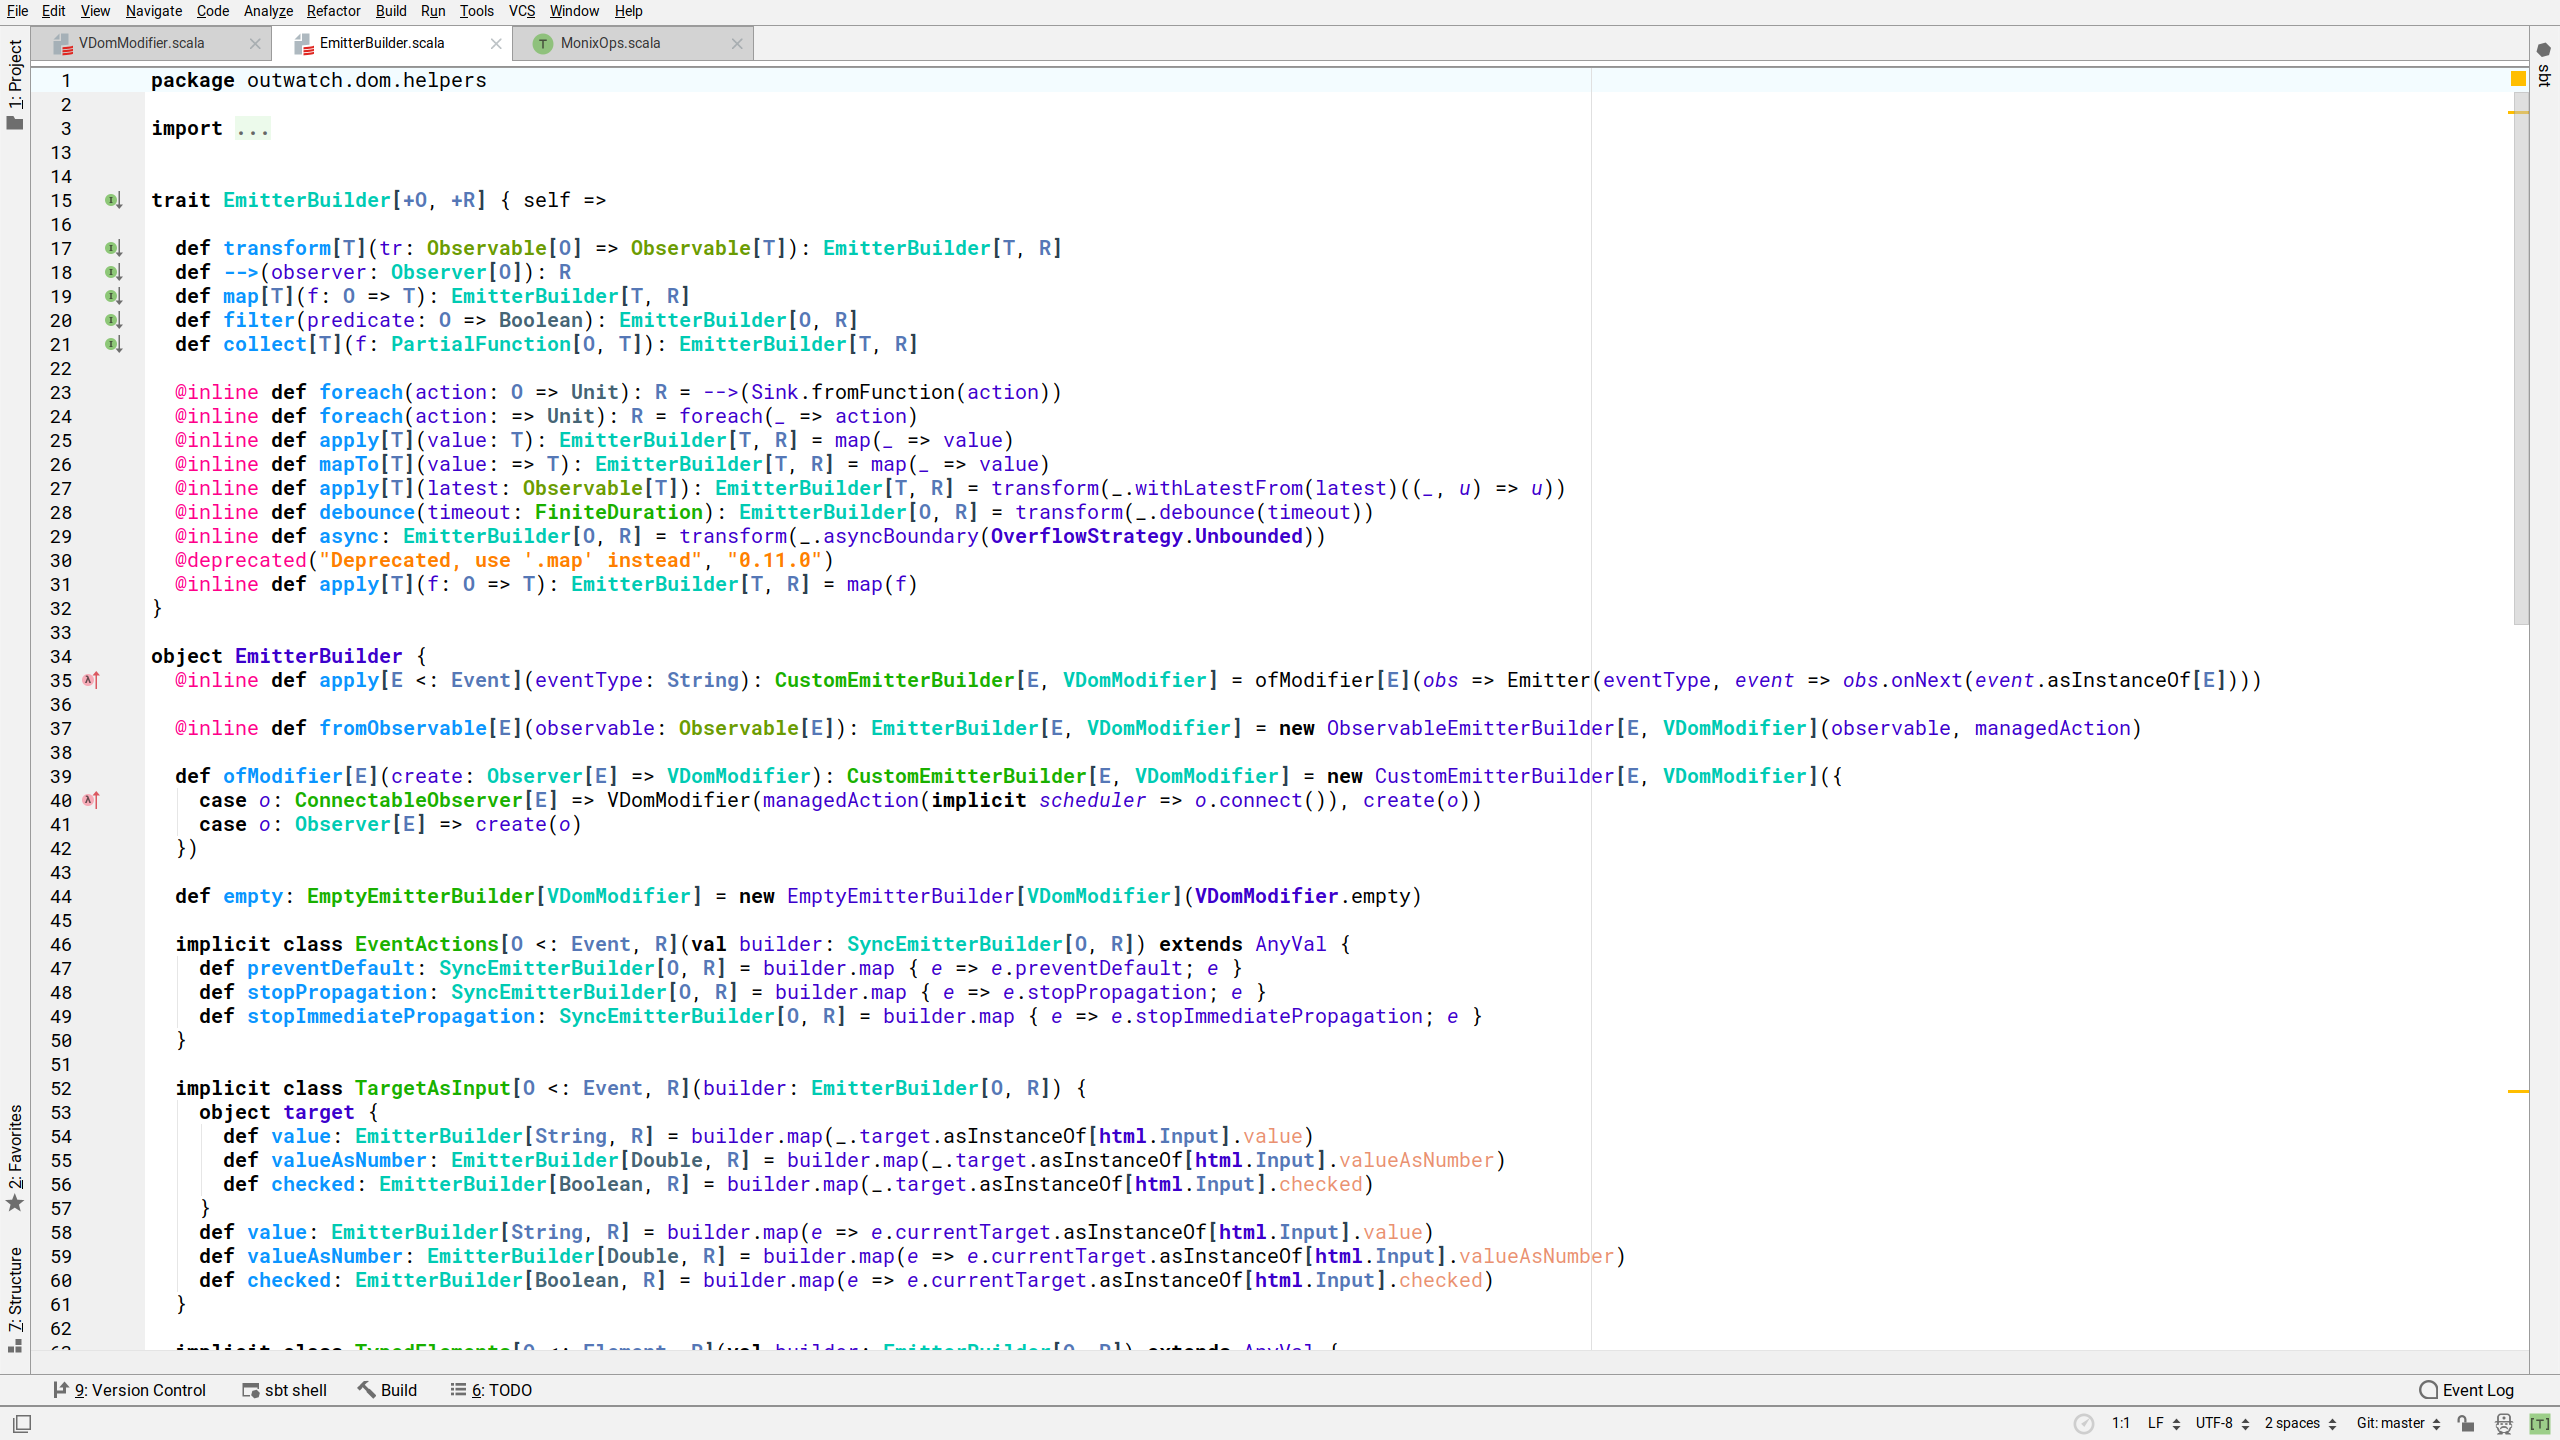 File Edit View Navigate Code Analyze Refactor Build Run Tools VCS Window Help
VDomModifier.scala EmitterBuilder.scala MonixOps.scala
1: Project
2: Favorites
7: Structure
sbt
1 package outwatch.dom.helpers
2
3 import ...
13
14
15 trait EmitterBuilder[+O, +R] { self =>
16
17   def transform[T](tr: Observable[O] => Observable[T]): EmitterBuilder[T, R]
18   def -->(observer: Observer[O]): R
19   def map[T](f: O => T): EmitterBuilder[T, R]
20   def filter(predicate: O => Boolean): EmitterBuilder[O, R]
21   def collect[T](f: PartialFunction[O, T]): EmitterBuilder[T, R]
22
23   @inline def foreach(action: O => Unit): R = -->(Sink.fromFunction(action))
24   @inline def foreach(action: => Unit): R = foreach(_ => action)
25   @inline def apply[T](value: T): EmitterBuilder[T, R] = map(_ => value)
26   @inline def mapTo[T](value: => T): EmitterBuilder[T, R] = map(_ => value)
27   @inline def apply[T](latest: Observable[T]): EmitterBuilder[T, R] = transform(_.withLatestFrom(latest)((_, u) => u))
28   @inline def debounce(timeout: FiniteDuration): EmitterBuilder[O, R] = transform(_.debounce(timeout))
29   @inline def async: EmitterBuilder[O, R] = transform(_.asyncBoundary(OverflowStrategy.Unbounded))
30   @deprecated("Deprecated, use '.map' instead", "0.11.0")
31   @inline def apply[T](f: O => T): EmitterBuilder[T, R] = map(f)
32 }
33
34 object EmitterBuilder {
35   @inline def apply[E <: Event](eventType: String): CustomEmitterBuilder[E, VDomModifier] = ofModifier[E](obs => Emitter(eventType, event => obs.onNext(event.asInstanceOf[E])))
36
37   @inline def fromObservable[E](observable: Observable[E]): EmitterBuilder[E, VDomModifier] = new ObservableEmitterBuilder[E, VDomModifier](observable, managedAction)
38
39   def ofModifier[E](create: Observer[E] => VDomModifier): CustomEmitterBuilder[E, VDomModifier] = new CustomEmitterBuilder[E, VDomModifier]({
40     case o: ConnectableObserver[E] => VDomModifier(managedAction(implicit scheduler => o.connect()), create(o))
41     case o: Observer[E] => create(o)
42   })
43
44   def empty: EmptyEmitterBuilder[VDomModifier] = new EmptyEmitterBuilder[VDomModifier](VDomModifier.empty)
45
46   implicit class EventActions[O <: Event, R](val builder: SyncEmitterBuilder[O, R]) extends AnyVal {
47     def preventDefault: SyncEmitterBuilder[O, R] = builder.map { e => e.preventDefault; e }
48     def stopPropagation: SyncEmitterBuilder[O, R] = builder.map { e => e.stopPropagation; e }
49     def stopImmediatePropagation: SyncEmitterBuilder[O, R] = builder.map { e => e.stopImmediatePropagation; e }
50   }
51
52   implicit class TargetAsInput[O <: Event, R](builder: EmitterBuilder[O, R]) {
53     object target {
54       def value: EmitterBuilder[String, R] = builder.map(_.target.asInstanceOf[html.Input].value)
55       def valueAsNumber: EmitterBuilder[Double, R] = builder.map(_.target.asInstanceOf[html.Input].valueAsNumber)
56       def checked: EmitterBuilder[Boolean, R] = builder.map(_.target.asInstanceOf[html.Input].checked)
57     }
58     def value: EmitterBuilder[String, R] = builder.map(e => e.currentTarget.asInstanceOf[html.Input].value)
59     def valueAsNumber: EmitterBuilder[Double, R] = builder.map(e => e.currentTarget.asInstanceOf[html.Input].valueAsNumber)
60     def checked: EmitterBuilder[Boolean, R] = builder.map(e => e.currentTarget.asInstanceOf[html.Input].checked)
61   }
62
63   implicit class TypedElements[O <: Element, R](val builder: EmitterBuilder[O, R]) extends AnyVal {
9: Version Control sbt shell Build 6: TODO Event Log
1:1 LF UTF-8 2 spaces Git: master [T]